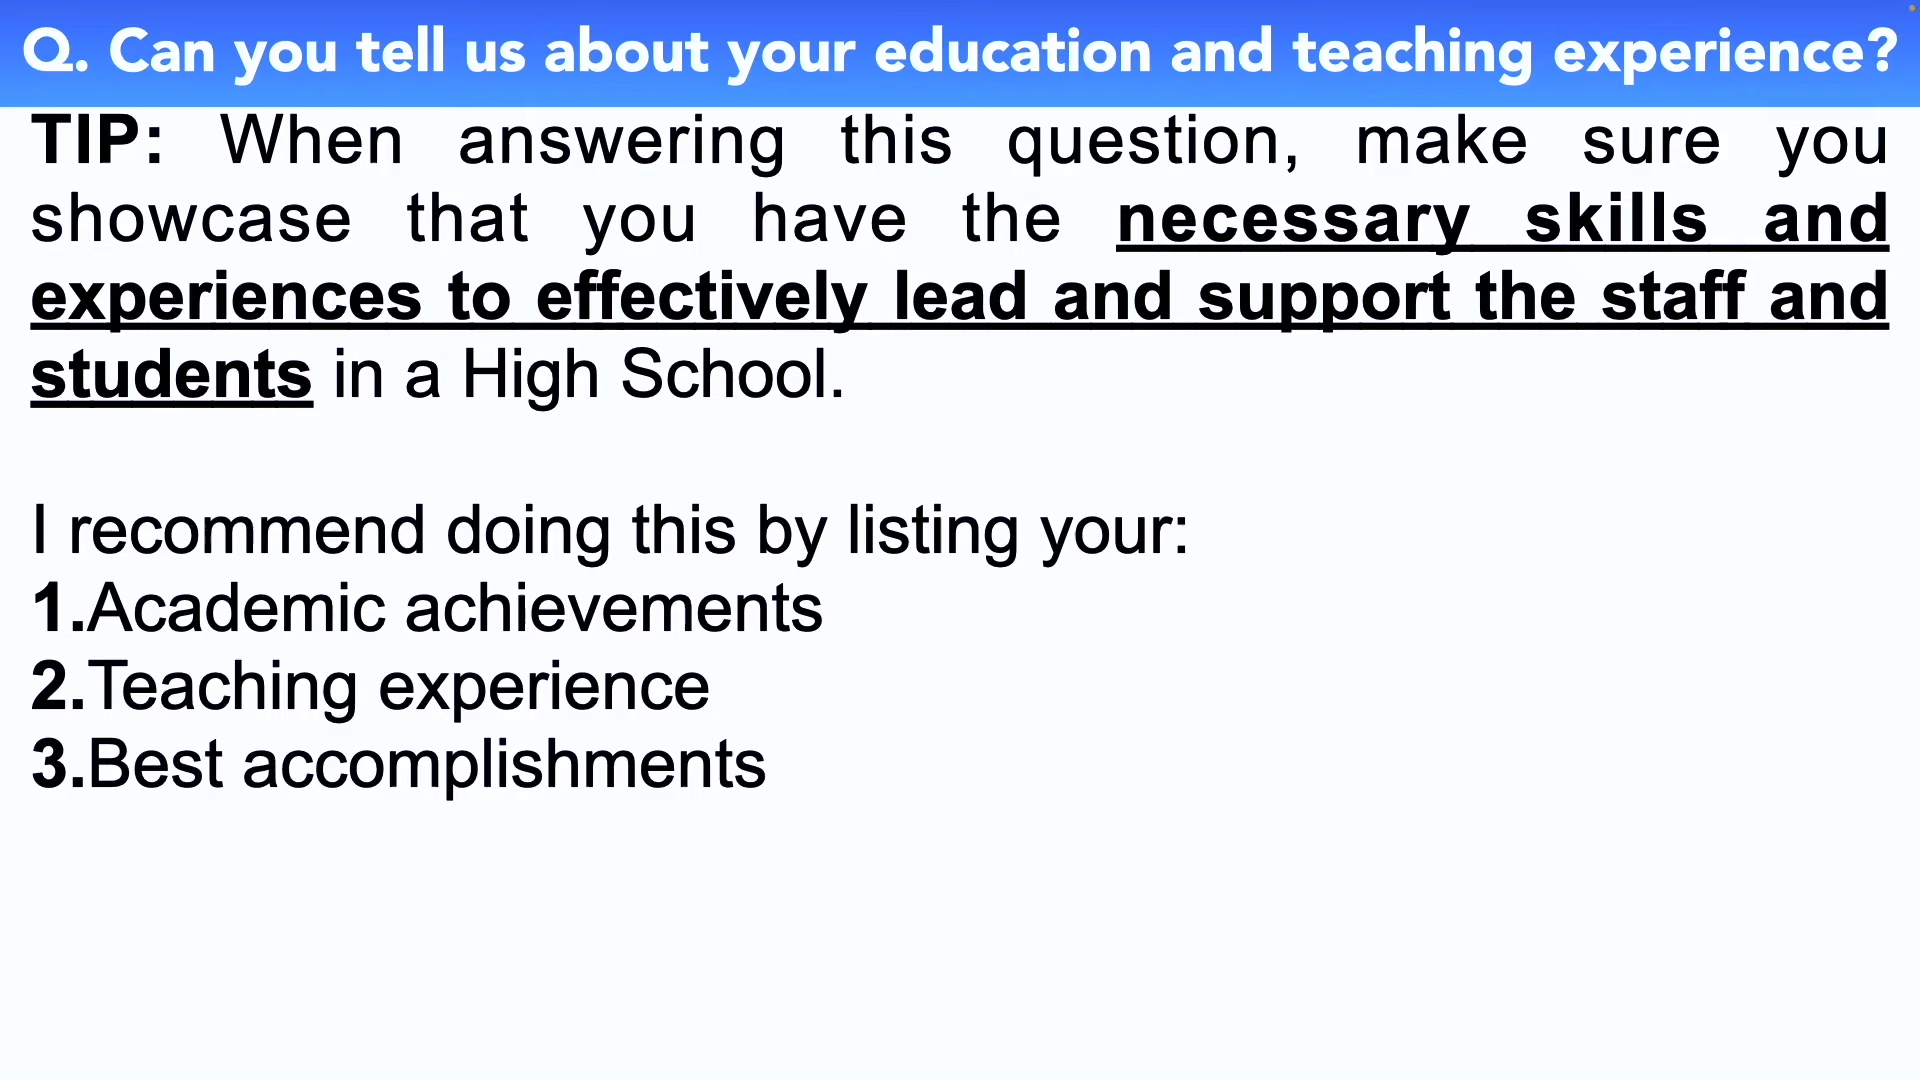 Q. Can you tell us about your education and teaching experience?
TIP: When answering this question, make sure you
showcase that you have the necessary skills and
experiences to effectively lead and support the staff and
students in a High School.
I recommend doing this by listing your:
1.Academic achievements
2.Teaching experience
3.Best accomplishments